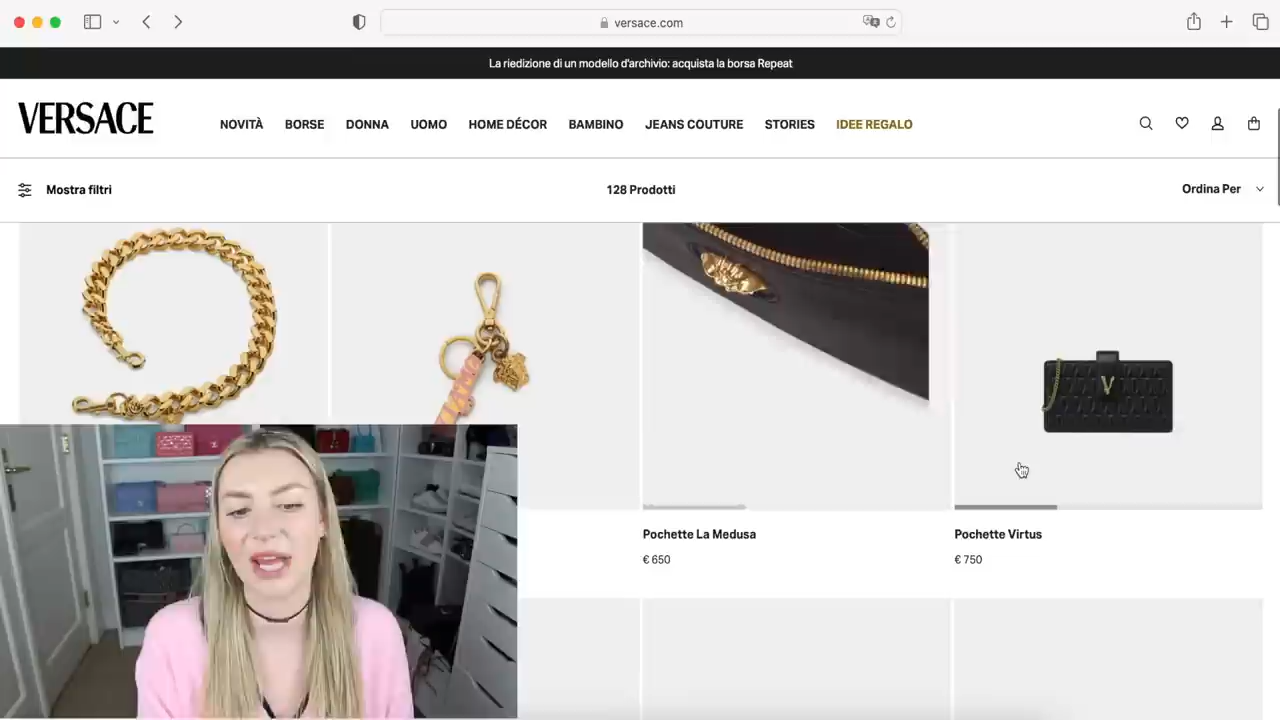 versace.com
La riedizione di un modello d'archivio: acquista la borsa Repeat
VERSACE
NOVITÀ BORSE DONNA UOMO HOME DÉCOR BAMBINO JEANS COUTURE STORIES IDEE REGALO
Mostra filtri
128 Prodotti
Ordina Per
Pochette La Medusa
€ 650
Pochette Virtus
€ 750